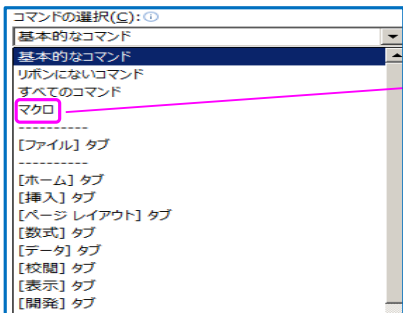 コマンドの選択(C):
基本的なコマンド
基本的なコマンド
リボンにないコマンド
すべてのコマンド
マクロ
----------
[ファイル] タブ
----------
[ホーム] タブ
[挿入] タブ
[ページ レイアウト] タブ
[数式] タブ
[データ] タブ
[校閲] タブ
[表示] タブ
[開発] タブ